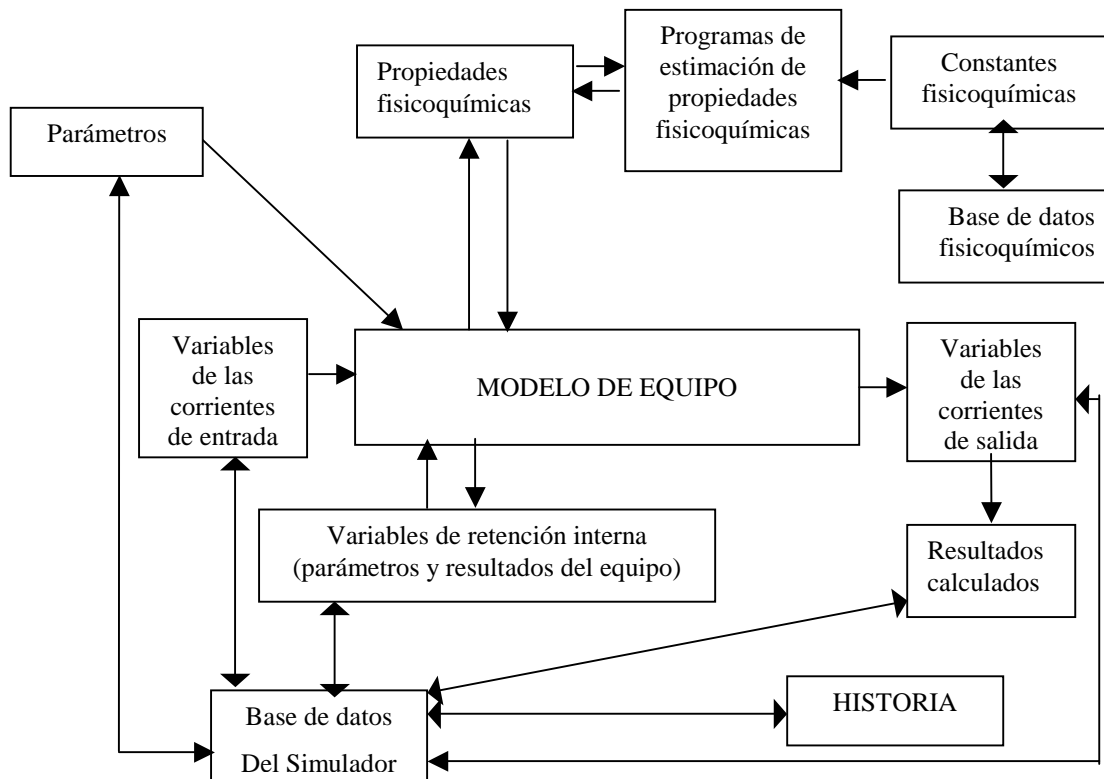 Programas de
estimación de
propiedades
fisicoquímicas
Propiedades
fisicoquímicas
Constantes
fisicoquímicas
Parámetros
Base de datos
fisicoquímicos
Variables
de las
corrientes
de entrada
MODELO DE EQUIPO
Variables
de las
corrientes
de salida
Variables de retención interna
(parámetros y resultados del equipo)
Resultados
calculados
Base de datos
Del Simulador
HISTORIA